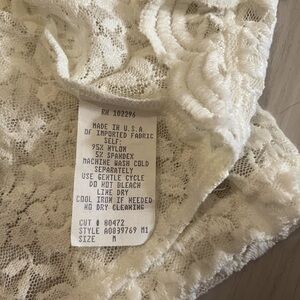 RN 102296
MADE IN U.S.A
OF IMPORTED FABRIC
SELF:
95% NYLON
5% SPANDEX
MACHINE WASH COLD
SEPARATELY
USE GENTLE CYCLE
DO NOT BLEACH
LINE DRY
COOL IRON IF NEEDED
NO DRY CLEANING
CUT # 80472
STYLE A0839769 M1
SIZE M